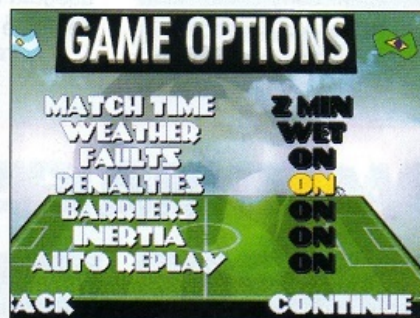 GAME OPTIONS
MATCH TIME 2 MIN
WEATHER WET
FAULTS ON
PENALTIES ON
BARRIERS ON
INERTIA ON
AUTO REPLAY ON
ACK CONTINUE